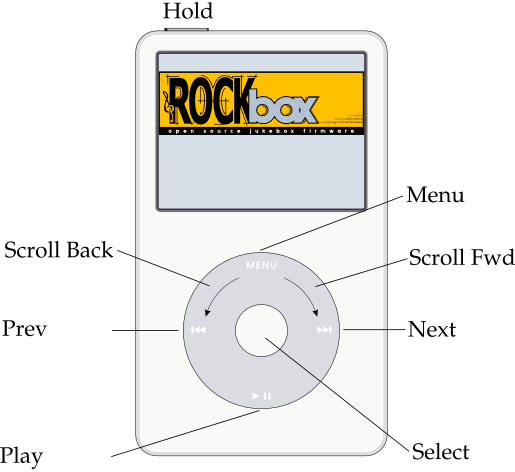 Hold
ROCKbox
open source jukebox firmware
Menu
Scroll Back
Scroll Fwd
MENU
Prev
Next
Play
Select